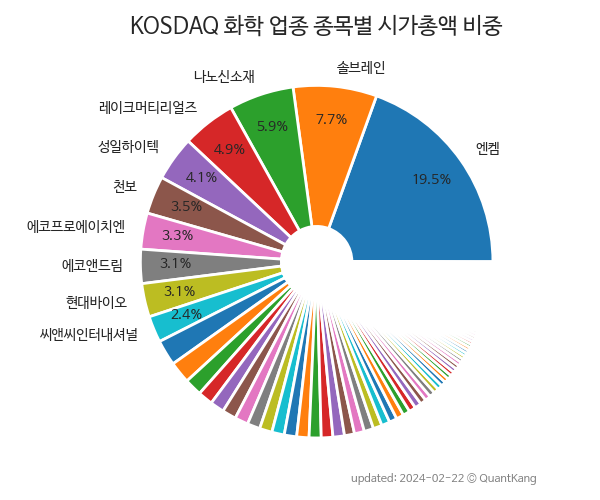 KOSDAQ 화학 업종 종목별 시가총액 비중
엔켐
19.5%
솔브레인
7.7%
나노신소재
5.9%
레이크머티리얼즈
4.9%
성일하이텍
4.1%
천보
3.5%
에코프로에이치엔
3.3%
에코앤드림
3.1%
현대바이오
3.1%
씨앤씨인터내셔널
2.4%
updated: 2024-02-22 © QuantKang